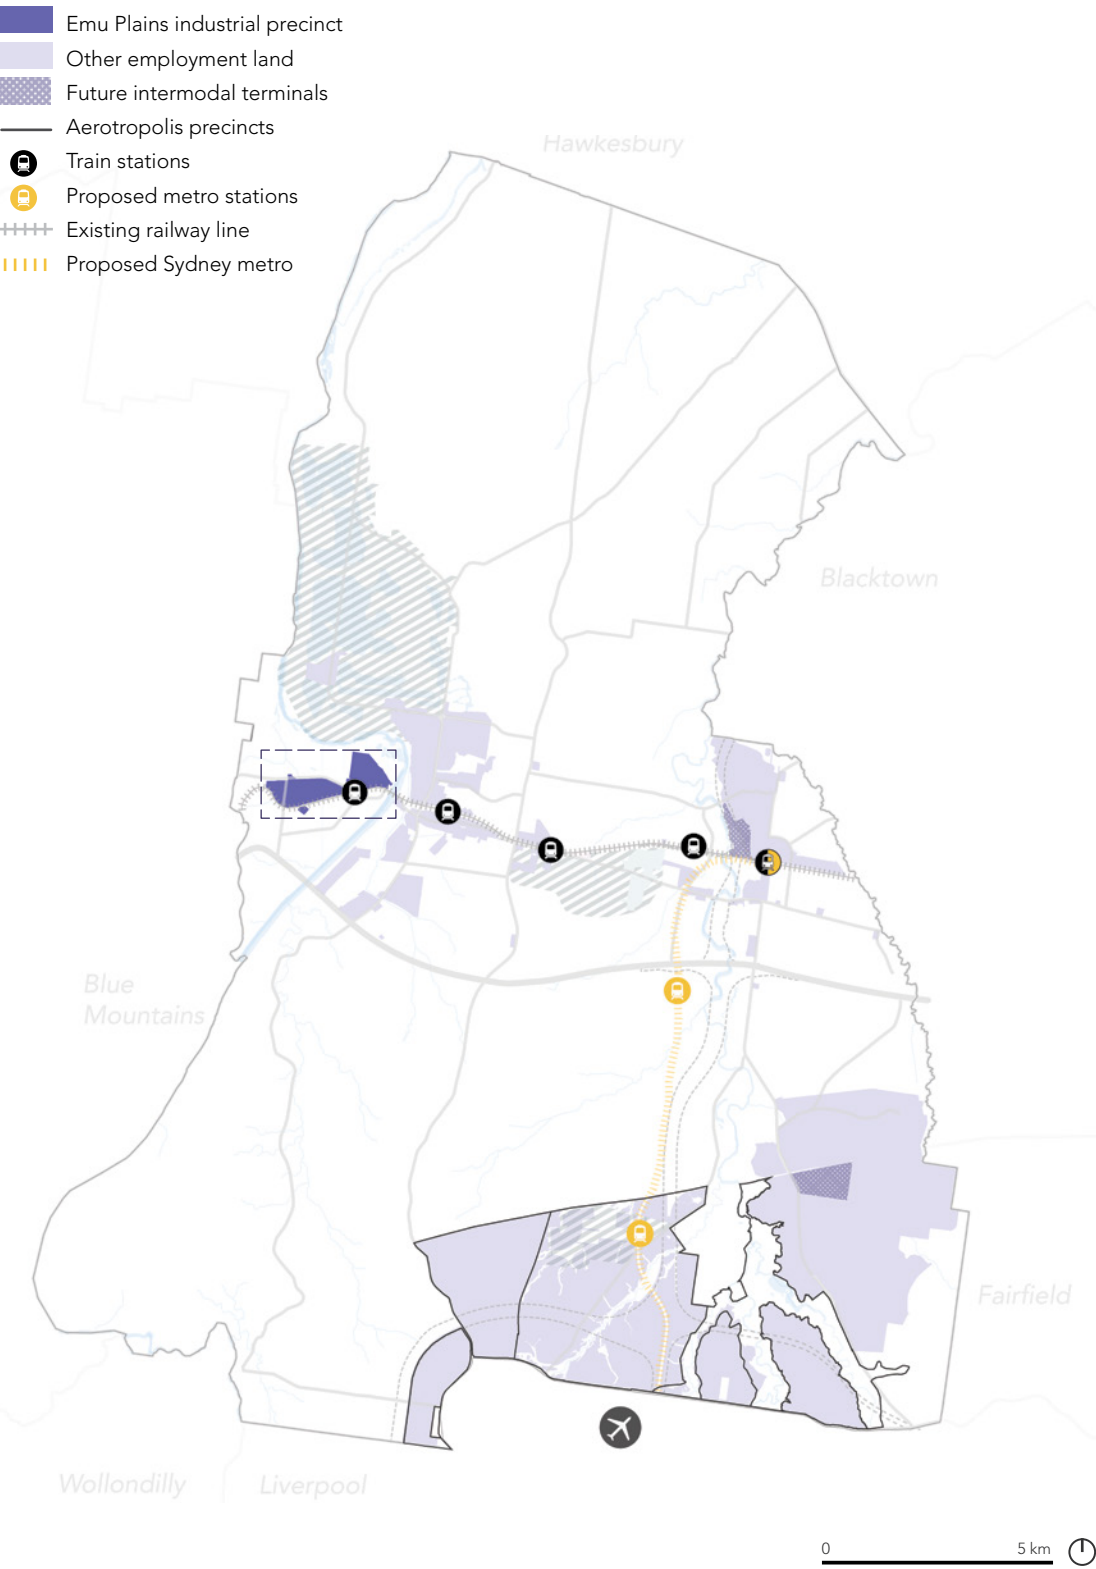 Emu Plains industrial precinct
Other employment land
Future intermodal terminals
Aerotropolis precincts
Train stations
Proposed metro stations
Existing railway line
Proposed Sydney metro
Hawkesbury
Blacktown
Blue
Mountains
Fairfield
Wollondilly
Liverpool
0 5 km